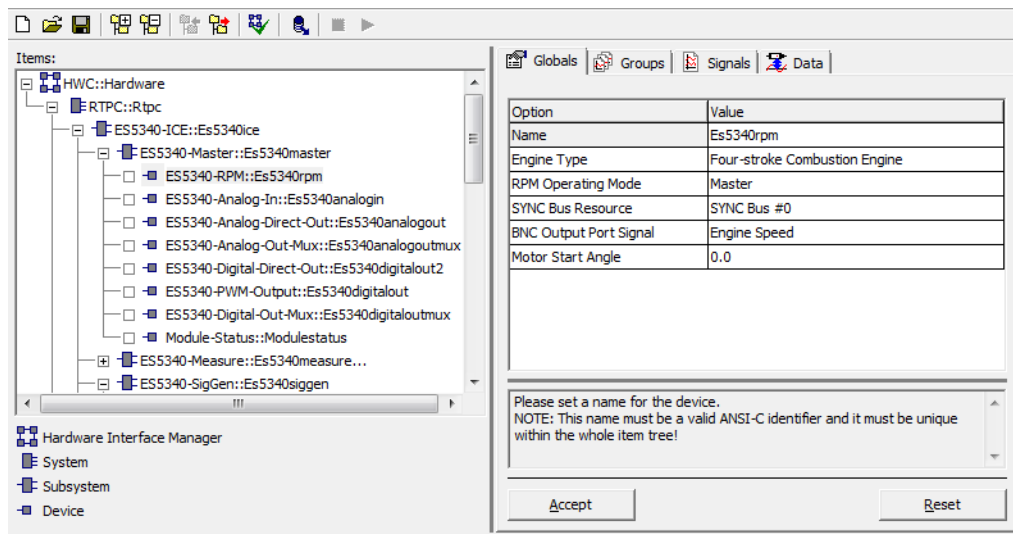 Items:
HWC::Hardware
RTPC::Rtpc
ES5340-ICE::Es5340ice
ES5340-Master::Es5340master
ES5340-RPM::Es5340rpm
ES5340-Analog-In::Es5340analogin
ES5340-Analog-Direct-Out::Es5340analogout
ES5340-Analog-Out-Mux::Es5340analogoutmux
ES5340-Digital-Direct-Out::Es5340digitalout2
ES5340-PWM-Output::Es5340digitalout
ES5340-Digital-Out-Mux::Es5340digitaloutmux
Module-Status::Modulestatus
ES5340-Measure::Es5340measure...
ES5340-SigGen::Es5340siggen
Hardware Interface Manager
System
Subsystem
Device
Globals Groups Signals Data
Option Value
Name Es5340rpm
Engine Type Four-stroke Combustion Engine
RPM Operating Mode Master
SYNC Bus Resource SYNC Bus #0
BNC Output Port Signal Engine Speed
Motor Start Angle 0.0
Please set a name for the device.
NOTE: This name must be a valid ANSI-C identifier and it must be unique
within the whole item tree!
Accept Reset